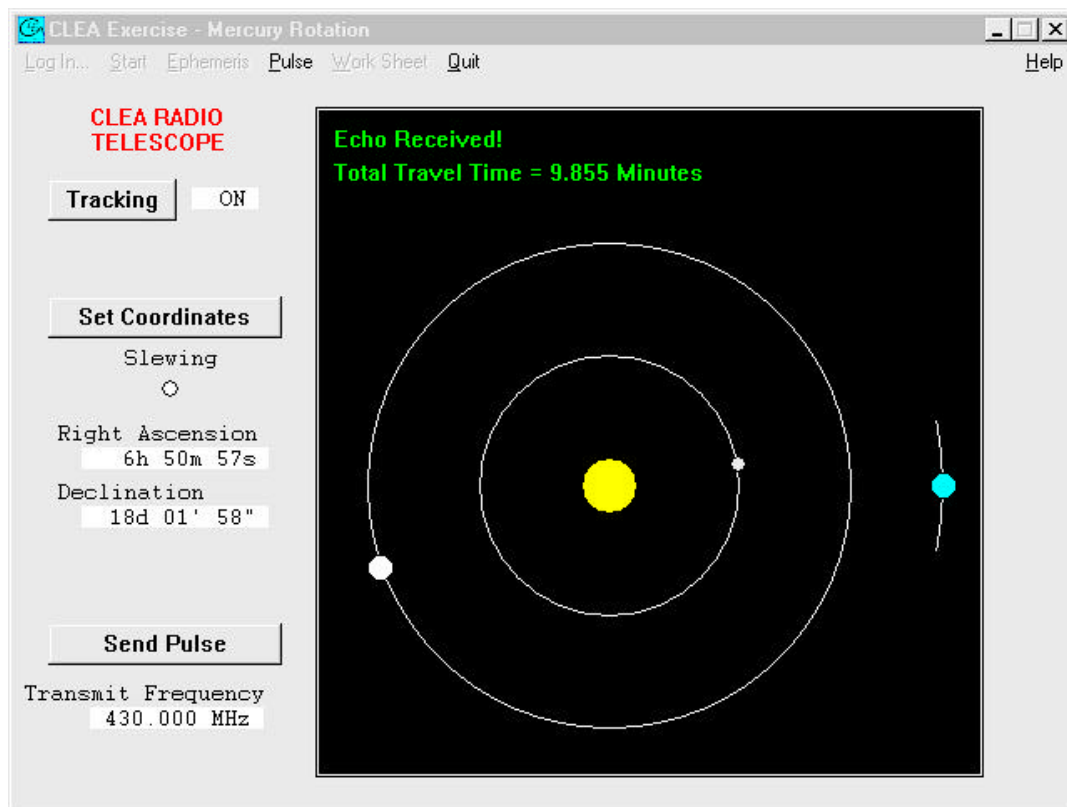 CLEA Exercise - Mercury Rotation
Log In... Start Ephemeris Pulse Work Sheet Quit Help
CLEA RADIO
TELESCOPE
Tracking ON
Set Coordinates
Slewing
Right Ascension
6h 50m 57s
Declination
18d 01' 58"
Send Pulse
Transmit Frequency
430.000 MHz
Echo Received!
Total Travel Time = 9.855 Minutes